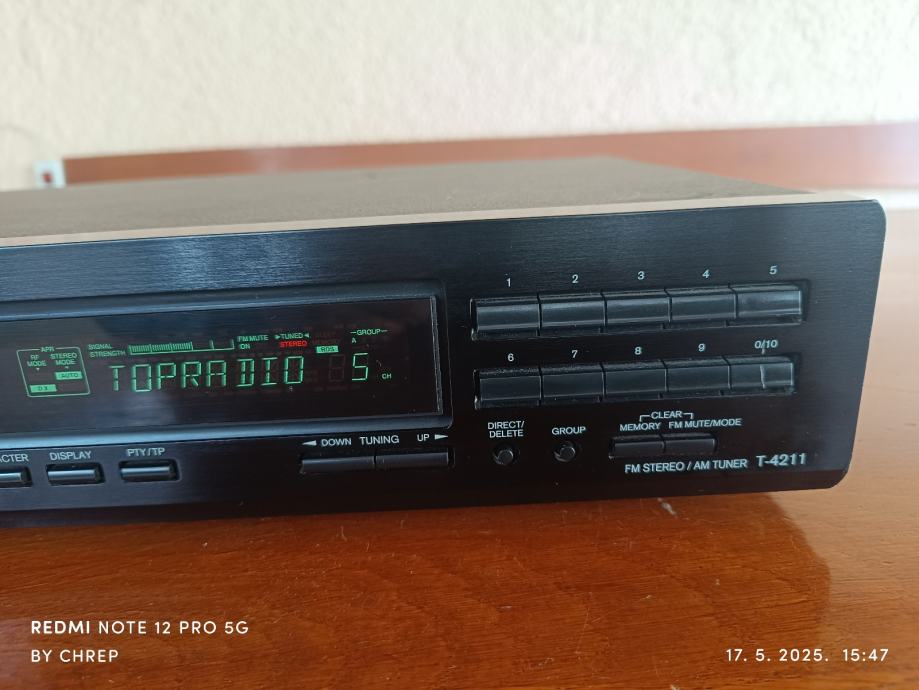 1 2 3 4 5
APR
RF MODE
STEREO MODE
AUTO
DX
SIGNAL STRENGTH
FM MUTE
ON
TUNED
STEREO
RDS
GROUP
A
TOPRADIO 5 CH
6 7 8 9 0/10
DIRECT/
DELETE
GROUP
CLEAR
MEMORY FM MUTE/MODE
DOWN TUNING UP
DISPLAY
PTY/TP
FM STEREO / AM TUNER T-4211
REDMI NOTE 12 PRO 5G
BY CHREP
17. 5. 2025. 15:47